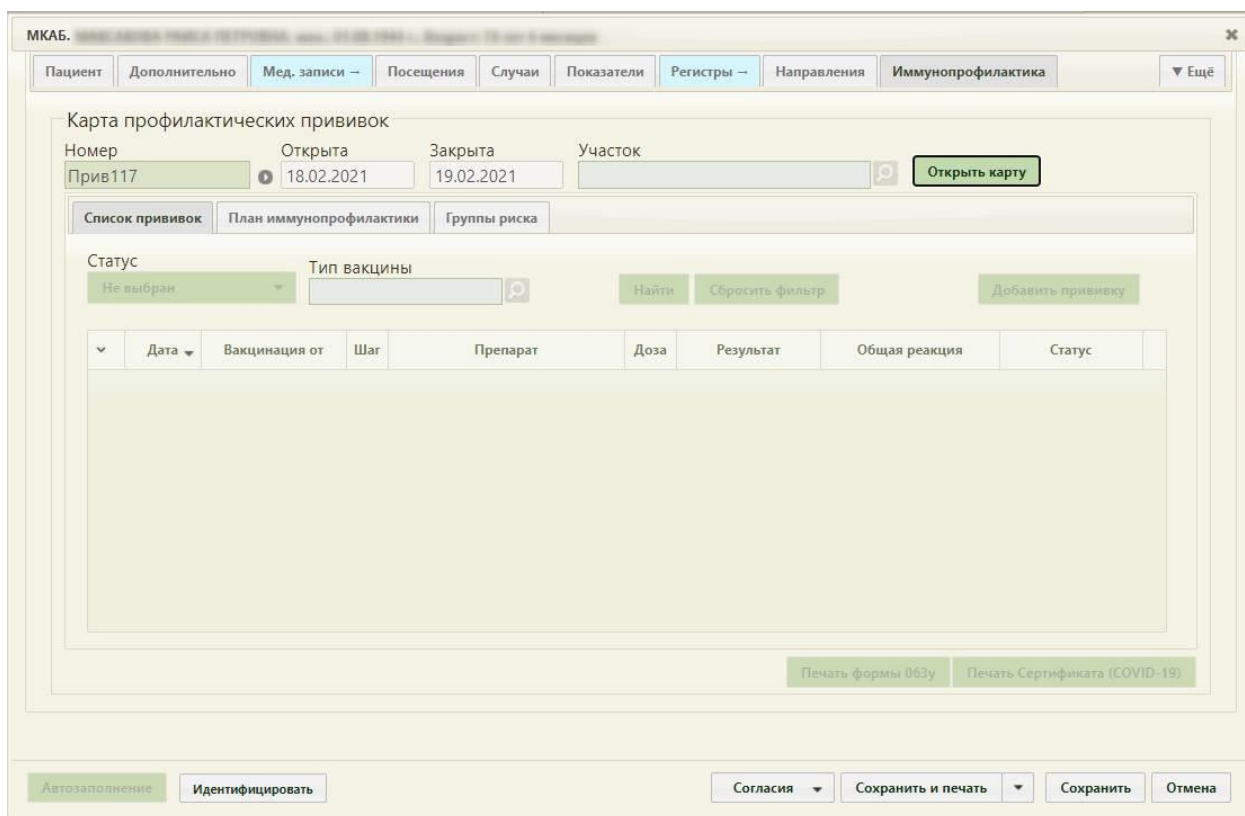 МКАБ.
Пациент Дополнительно Мед. записи → Посещения Случаи Показатели Регистры → Направления Иммунопрофилактика ▼ Ещё
Карта профилактических прививок
Номер Открыта Закрыта Участок
Прив117 18.02.2021 19.02.2021 Открыть карту
Список прививок План иммунопрофилактики Группы риска
Статус Тип вакцины
Не выбран Найти Сбросить фильтр Добавить прививку
Дата Вакцинация от Шаг Препарат Доза Результат Общая реакция Статус
Печать формы 063у Печать Сертификата (COVID-19)
Автозаполнение Идентифицировать Согласия Сохранить и печать Сохранить Отмена